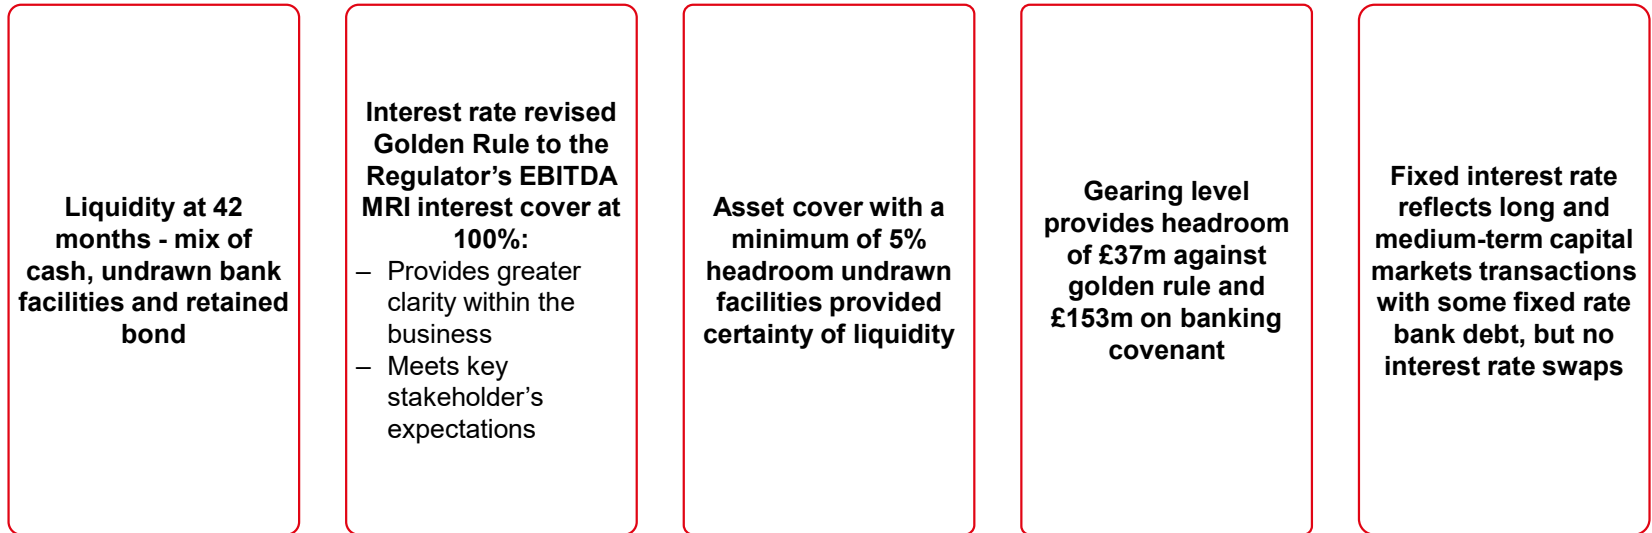 Liquidity at 42
months - mix of
cash, undrawn bank
facilities and retained
bond
Interest rate revised
Golden Rule to the
Regulator’s EBITDA
MRI interest cover at
100%:
– Provides greater
clarity within the
business
– Meets key
stakeholder’s
expectations
Asset cover with a
minimum of 5%
headroom undrawn
facilities provided
certainty of liquidity
Gearing level
provides headroom
of £37m against
golden rule and
£153m on banking
covenant
Fixed interest rate
reflects long and
medium-term capital
markets transactions
with some fixed rate
bank debt, but no
interest rate swaps